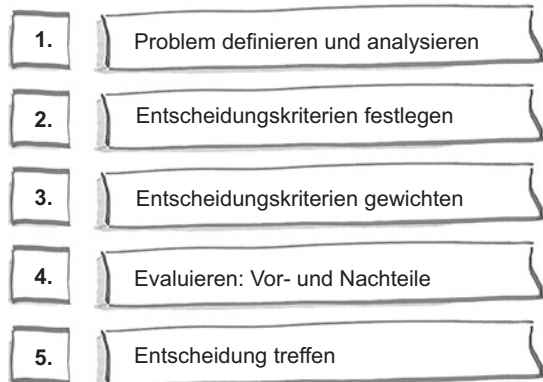 1. Problem definieren und analysieren
2. Entscheidungskriterien festlegen
3. Entscheidungskriterien gewichten
4. Evaluieren: Vor- und Nachteile
5. Entscheidung treffen